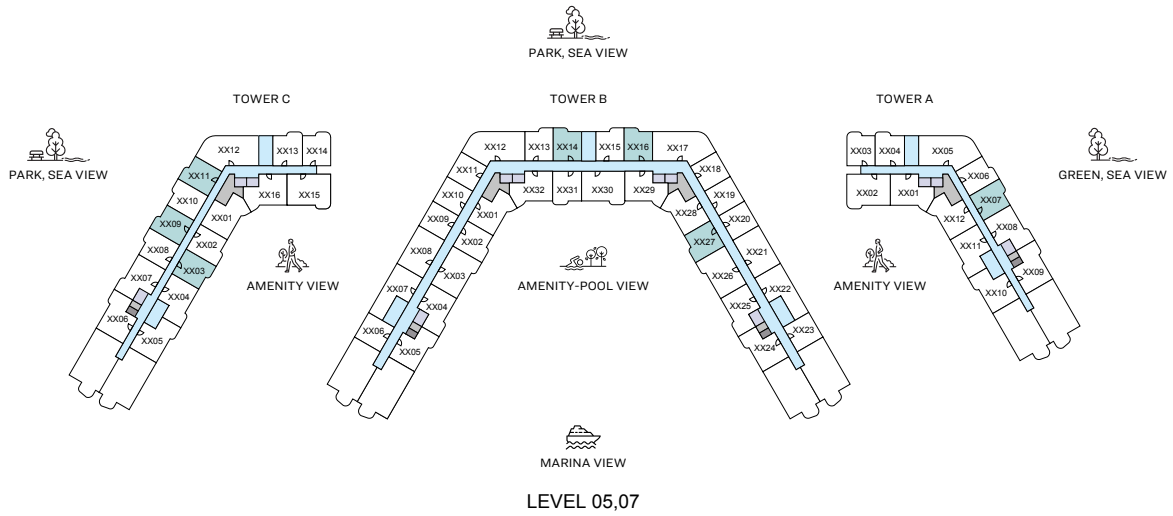 PARK, SEA VIEW
TOWER C
TOWER B
TOWER A
PARK, SEA VIEW
GREEN, SEA VIEW
XX12
XX13
XX14
XX11
XX10
XX01
XX16
XX15
XX09
XX02
XX08
XX03
XX07
XX04
XX06
XX05
AMENITY VIEW
XX12
XX13
XX14
XX15
XX16
XX17
XX11
XX32
XX31
XX30
XX29
XX18
XX10
XX01
XX28
XX19
XX09
XX02
XX27
XX20
XX08
XX03
XX26
XX21
XX07
XX04
XX25
XX22
XX06
XX05
XX24
XX23
AMENITY-POOL VIEW
XX03
XX04
XX05
XX02
XX01
XX06
XX12
XX07
XX11
XX08
XX10
XX09
AMENITY VIEW
MARINA VIEW
LEVEL 05,07